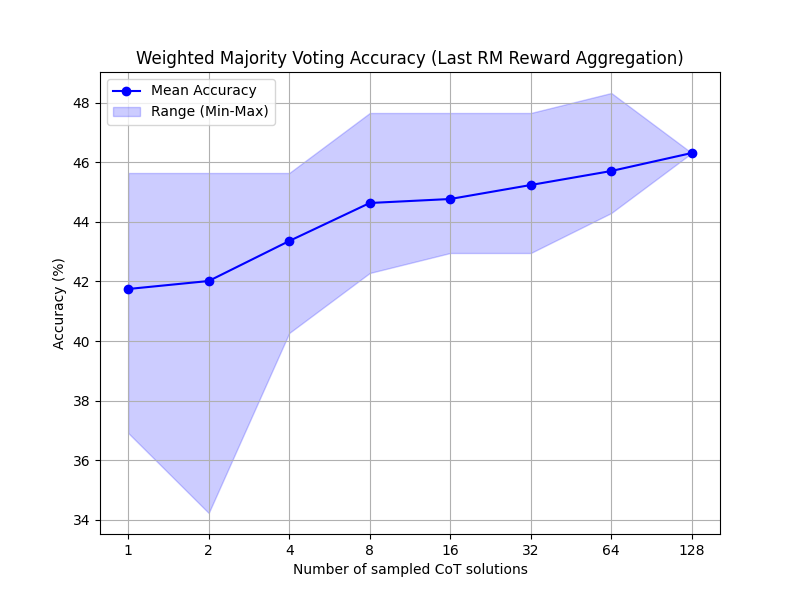 Weighted Majority Voting Accuracy (Last RM Reward Aggregation)
Mean Accuracy
Range (Min-Max)
48
46
44
42
40
38
36
34
Accuracy (%)
1 2 4 8 16 32 64 128
Number of sampled CoT solutions